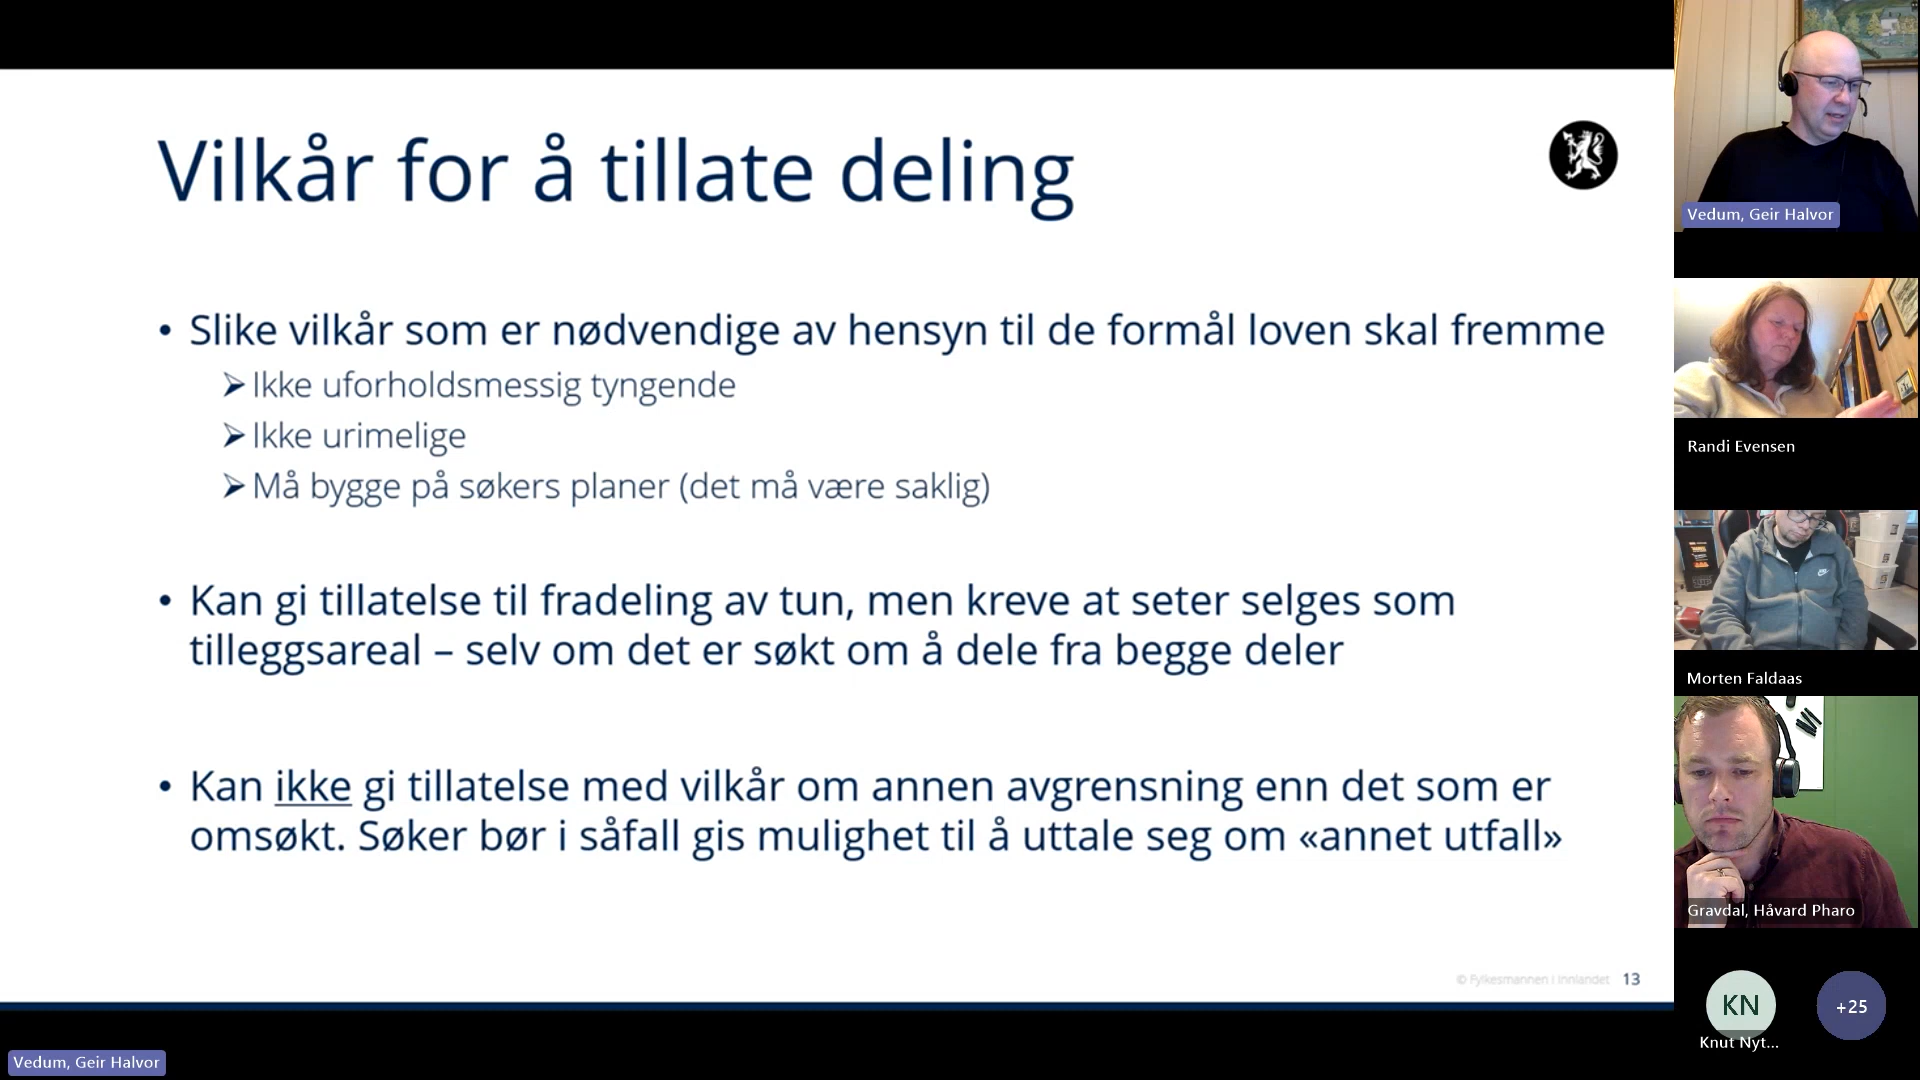 Vilkår for å tillate deling
• Slike vilkår som er nødvendige av hensyn til de formål loven skal fremme
➢ Ikke uforholdsmessig tyngende
➢ Ikke urimelige
➢ Må bygge på søkers planer (det må være saklig)
• Kan gi tillatelse til fradeling av tun, men kreve at seter selges som
tilleggsareal – selv om det er søkt om å dele fra begge deler
• Kan ikke gi tillatelse med vilkår om annen avgrensning enn det som er
omsøkt. Søker bør i såfall gis mulighet til å uttale seg om «annet utfall»
© Fylkesmannen i Innlandet 13
Vedum, Geir Halvor
Vedum, Geir Halvor
Randi Evensen
Morten Faldaas
Gravdal, Håvard Pharo
KN
+25
Knut Nyt...